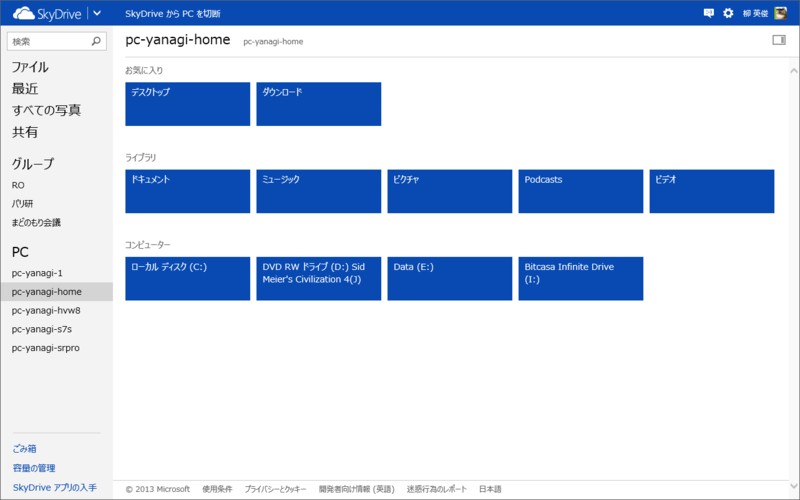 SkyDrive
SkyDrive から PC を切断
柳 英俊
検索
ファイル
最近
すべての写真
共有
グループ
RO
パリ研
まどのもり会議
PC
pc-yanagi-1
pc-yanagi-home
pc-yanagi-hvw8
pc-yanagi-s7s
pc-yanagi-srpro
ごみ箱
容量の管理
SkyDrive アプリの入手
pc-yanagi-home pc-yanagi-home
お気に入り
デスクトップ
ダウンロード
ライブラリ
ドキュメント
ミュージック
ピクチャ
Podcasts
ビデオ
コンピューター
ローカル ディスク (C:)
DVD RW ドライブ (D:) Sid
Meier's Civilization 4(J)
Data (E:)
Bitcasa Infinite Drive
(I:)
© 2013 Microsoft 使用条件 プライバシーとクッキー 開発者向け情報 (英語) 迷惑行為のレポート 日本語